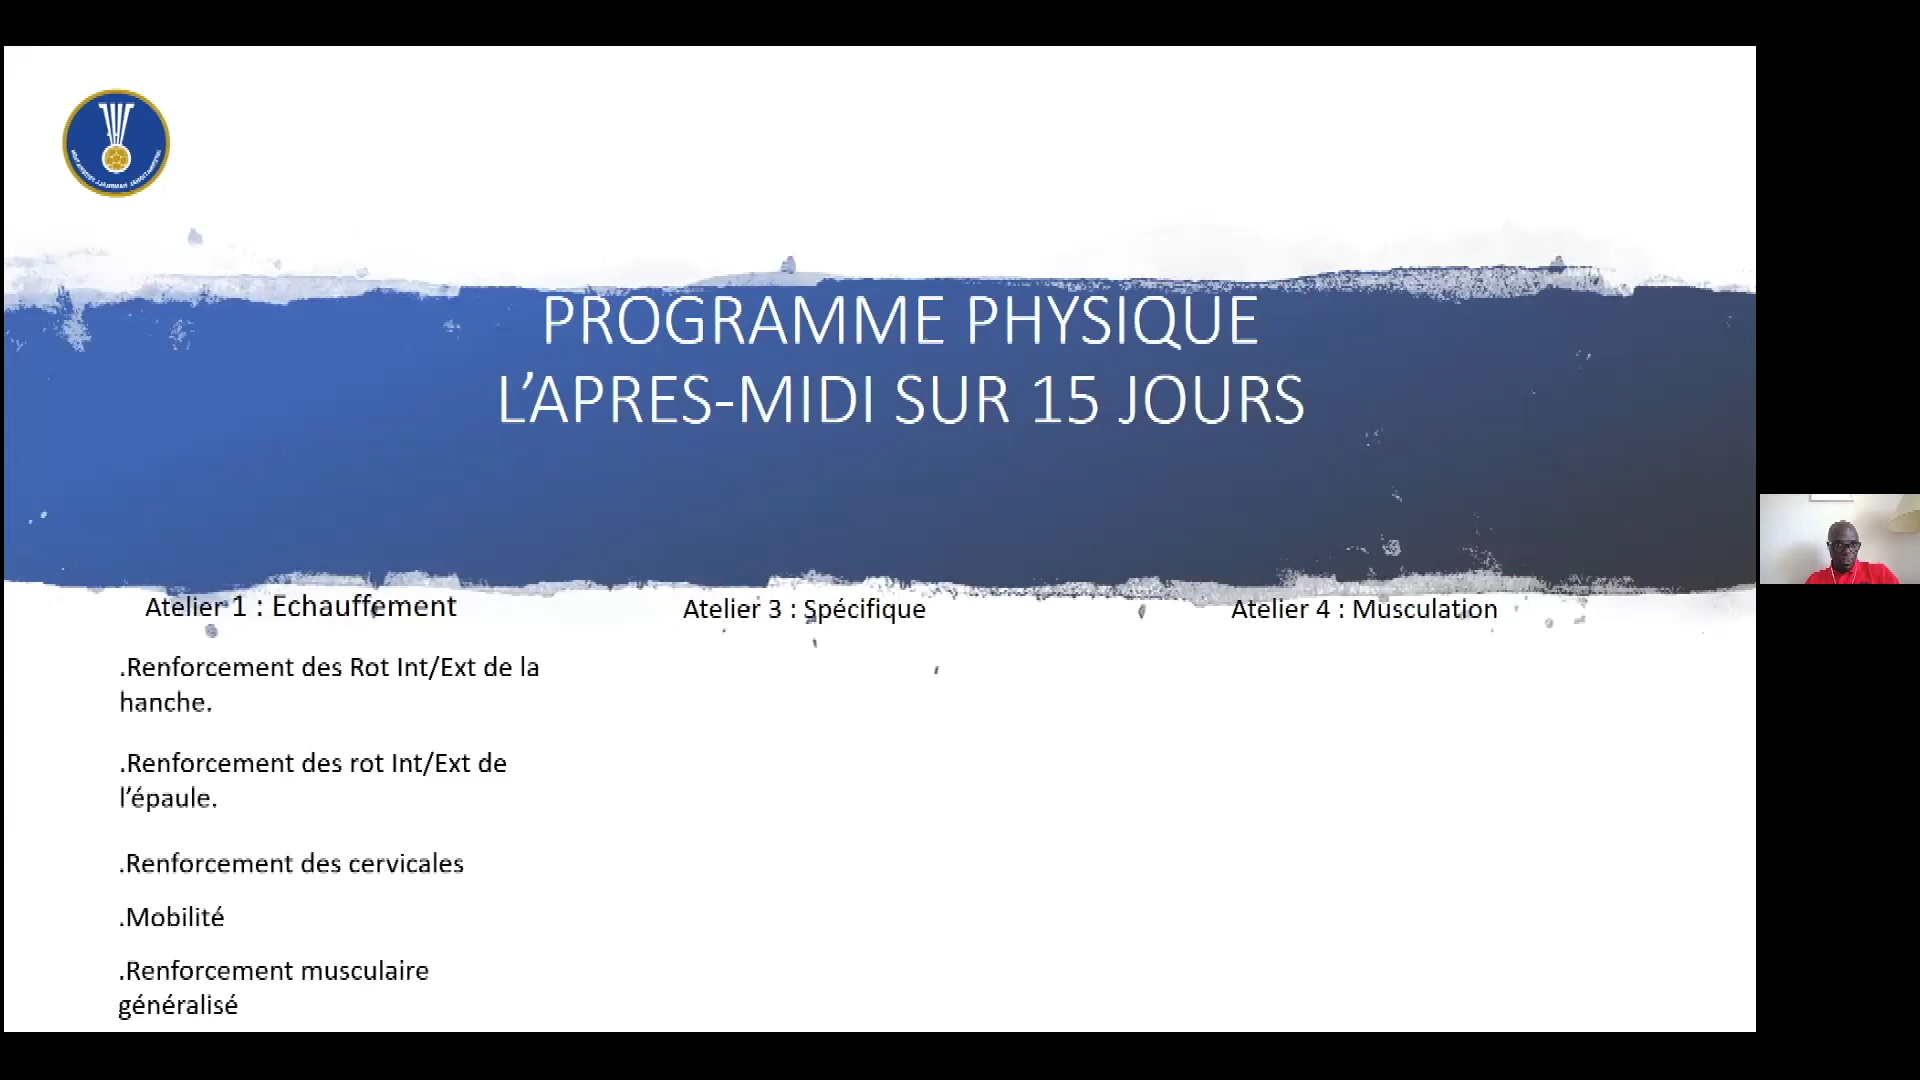 PROGRAMME PHYSIQUE
L’APRES-MIDI SUR 15 JOURS
Atelier 1 : Echauffement
.Renforcement des Rot Int/Ext de la
hanche.
.Renforcement des rot Int/Ext de
l’épaule.
.Renforcement des cervicales
.Mobilité
.Renforcement musculaire
généralisé
Atelier 3 : Spécifique
Atelier 4 : Musculation